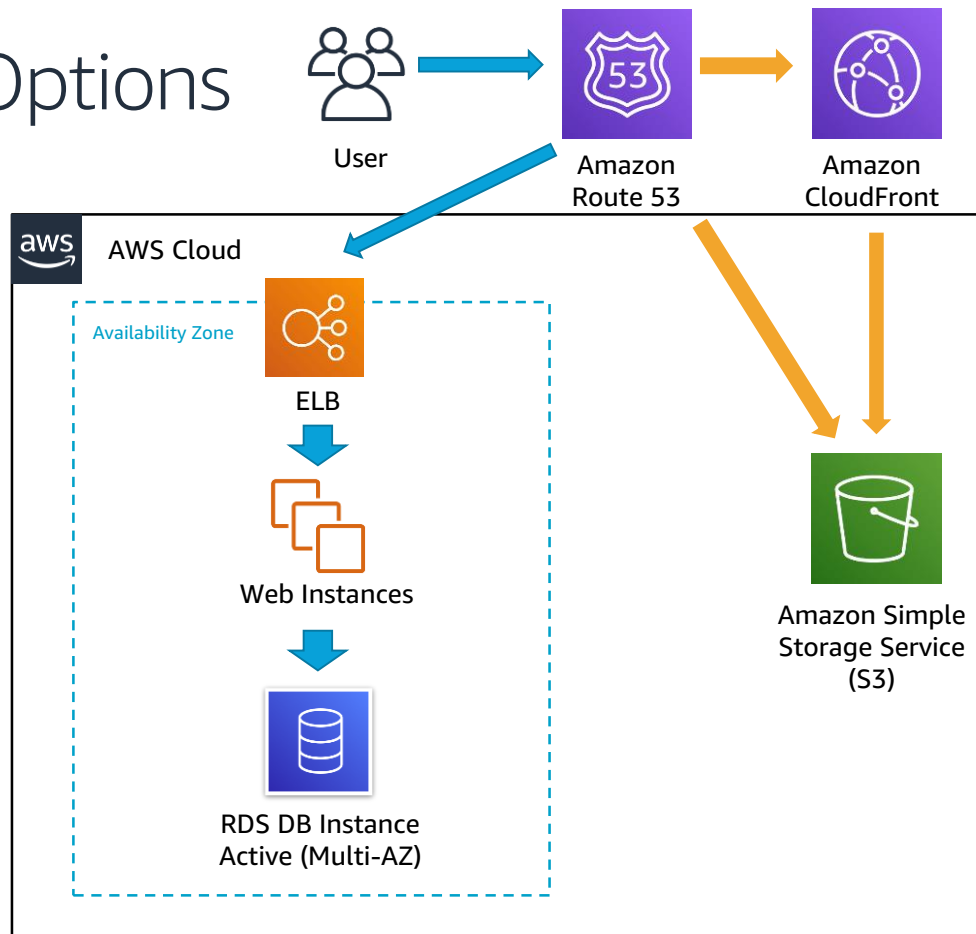 Options
53
User
Amazon
Route 53
Amazon
CloudFront
aws
AWS Cloud
Availability Zone
ELB
Web Instances
Amazon Simple
Storage Service
(S3)
RDS DB Instance
Active (Multi-AZ)